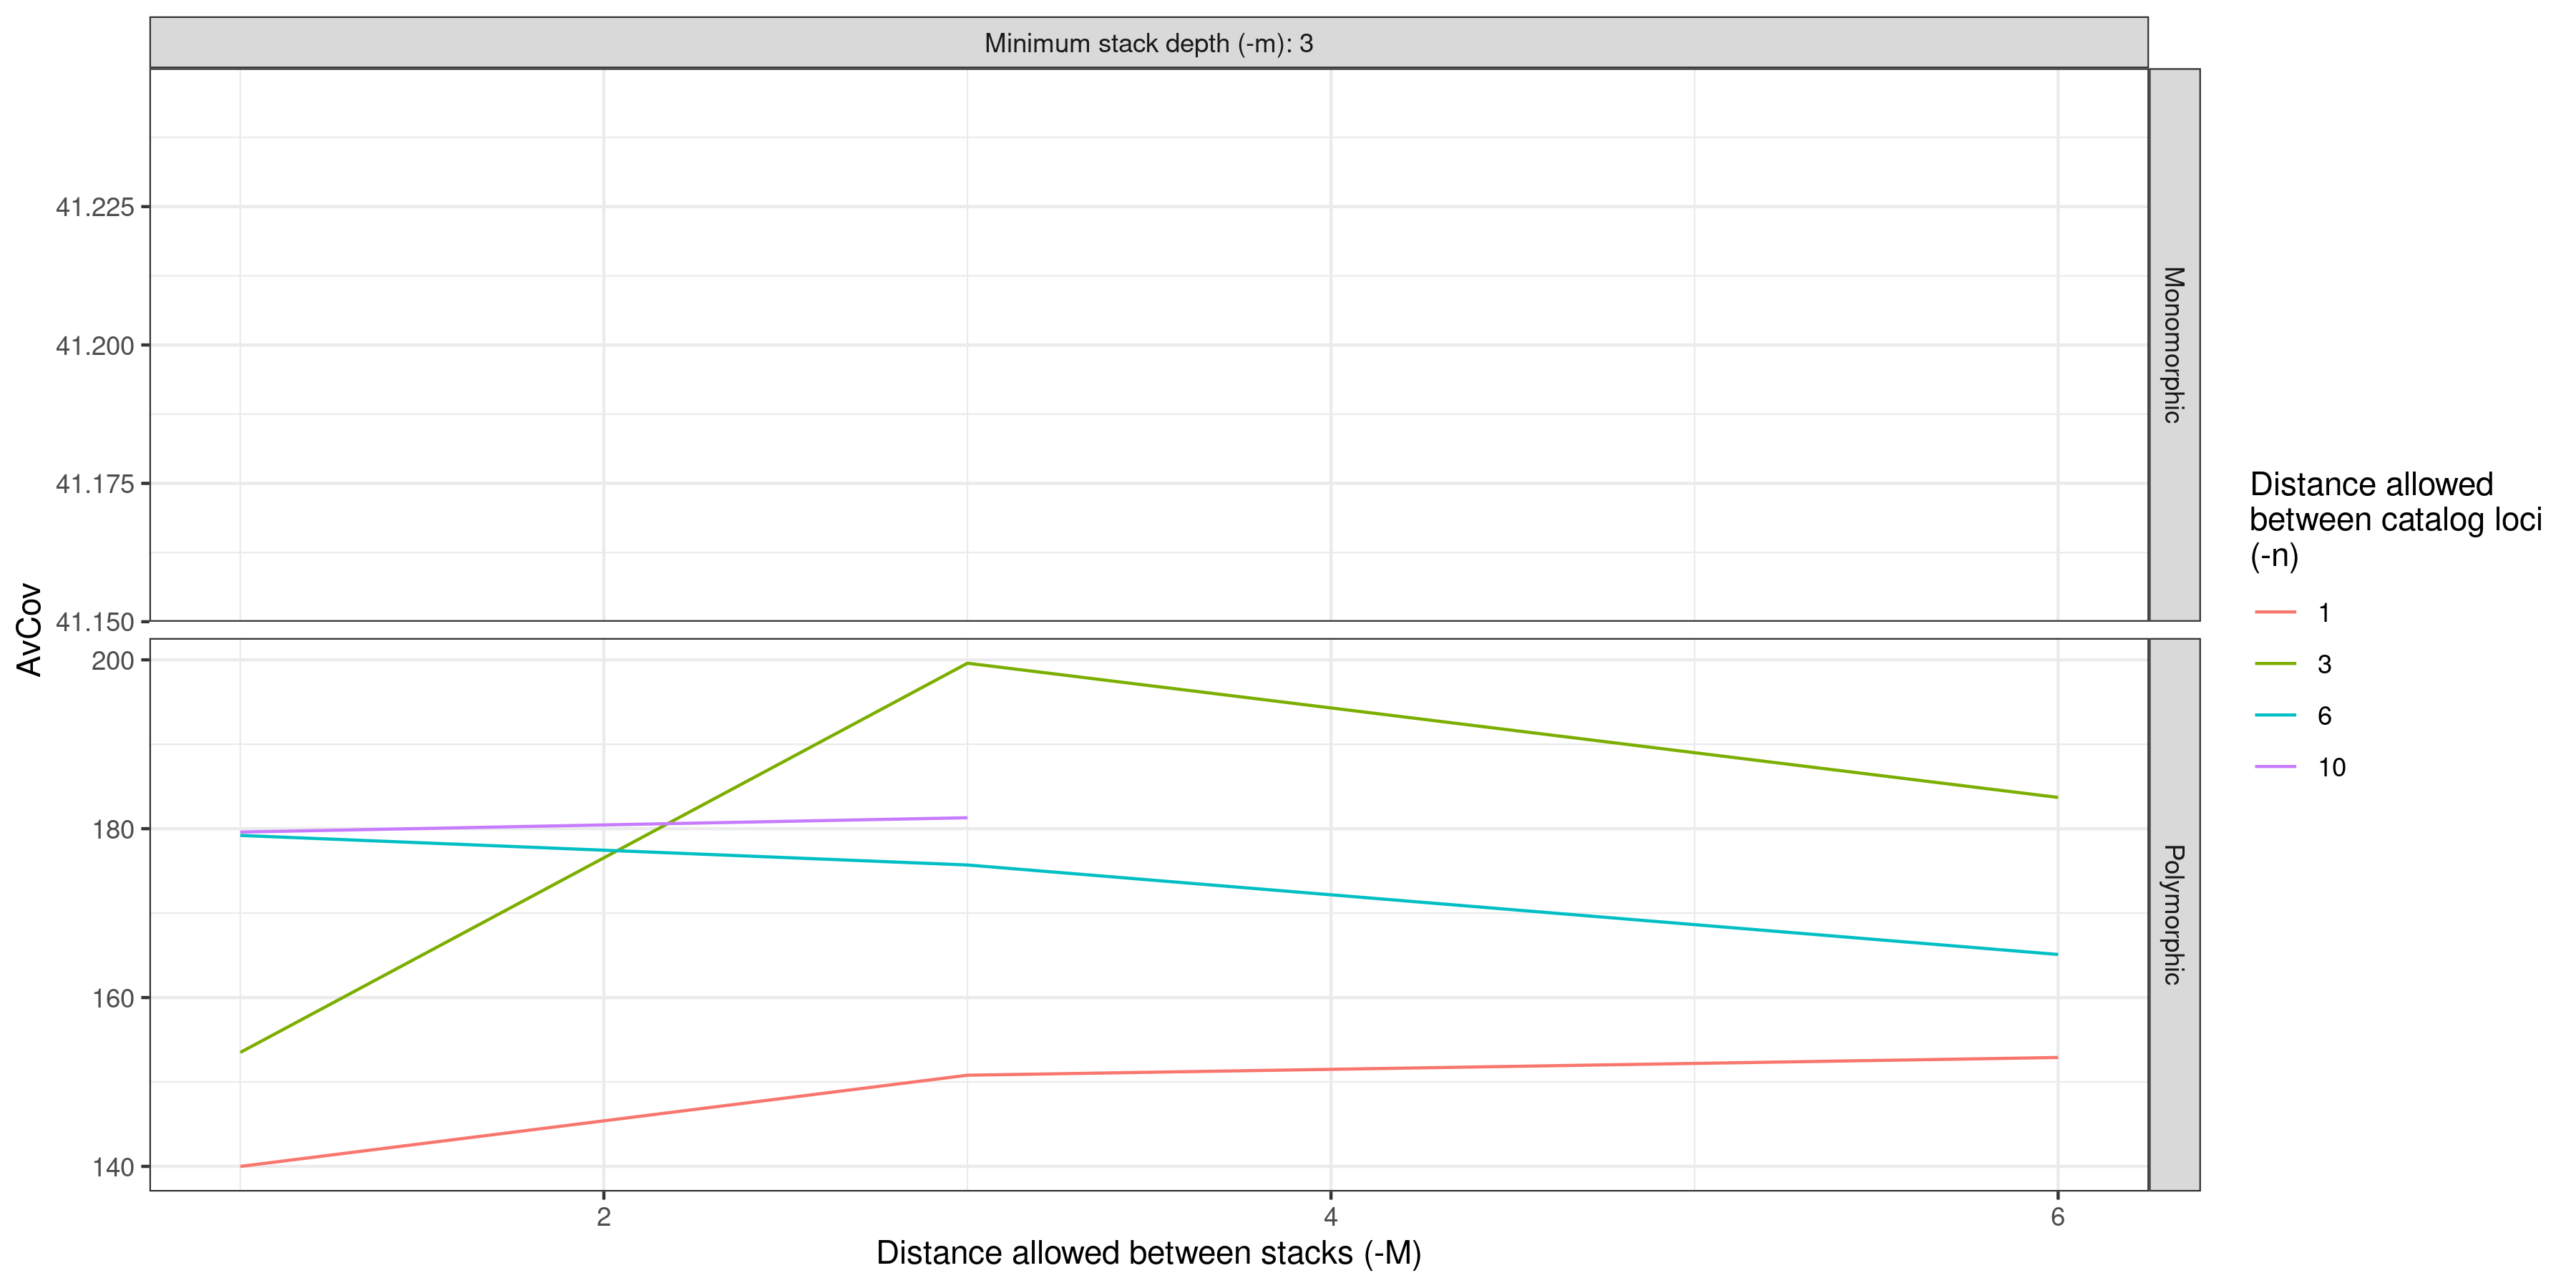 Minimum stack depth (-m): 3
41.225
41.200
41.175
41.150
Monomorphic
AvCov
200
180
160
140
Polymorphic
2
4
6
Distance allowed between stacks (-M)
Distance allowed
between catalog loci
(-n)
1
3
6
10